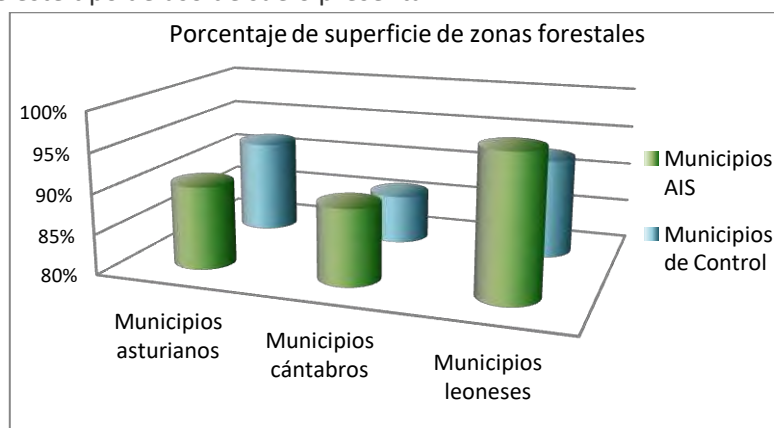 Porcentaje de superficie de zonas forestales
100%
95%
90%
85%
80%
Municipios
asturianos
Municipios
cántabros
Municipios
leoneses
Municipios
AIS
Municipios
de Control